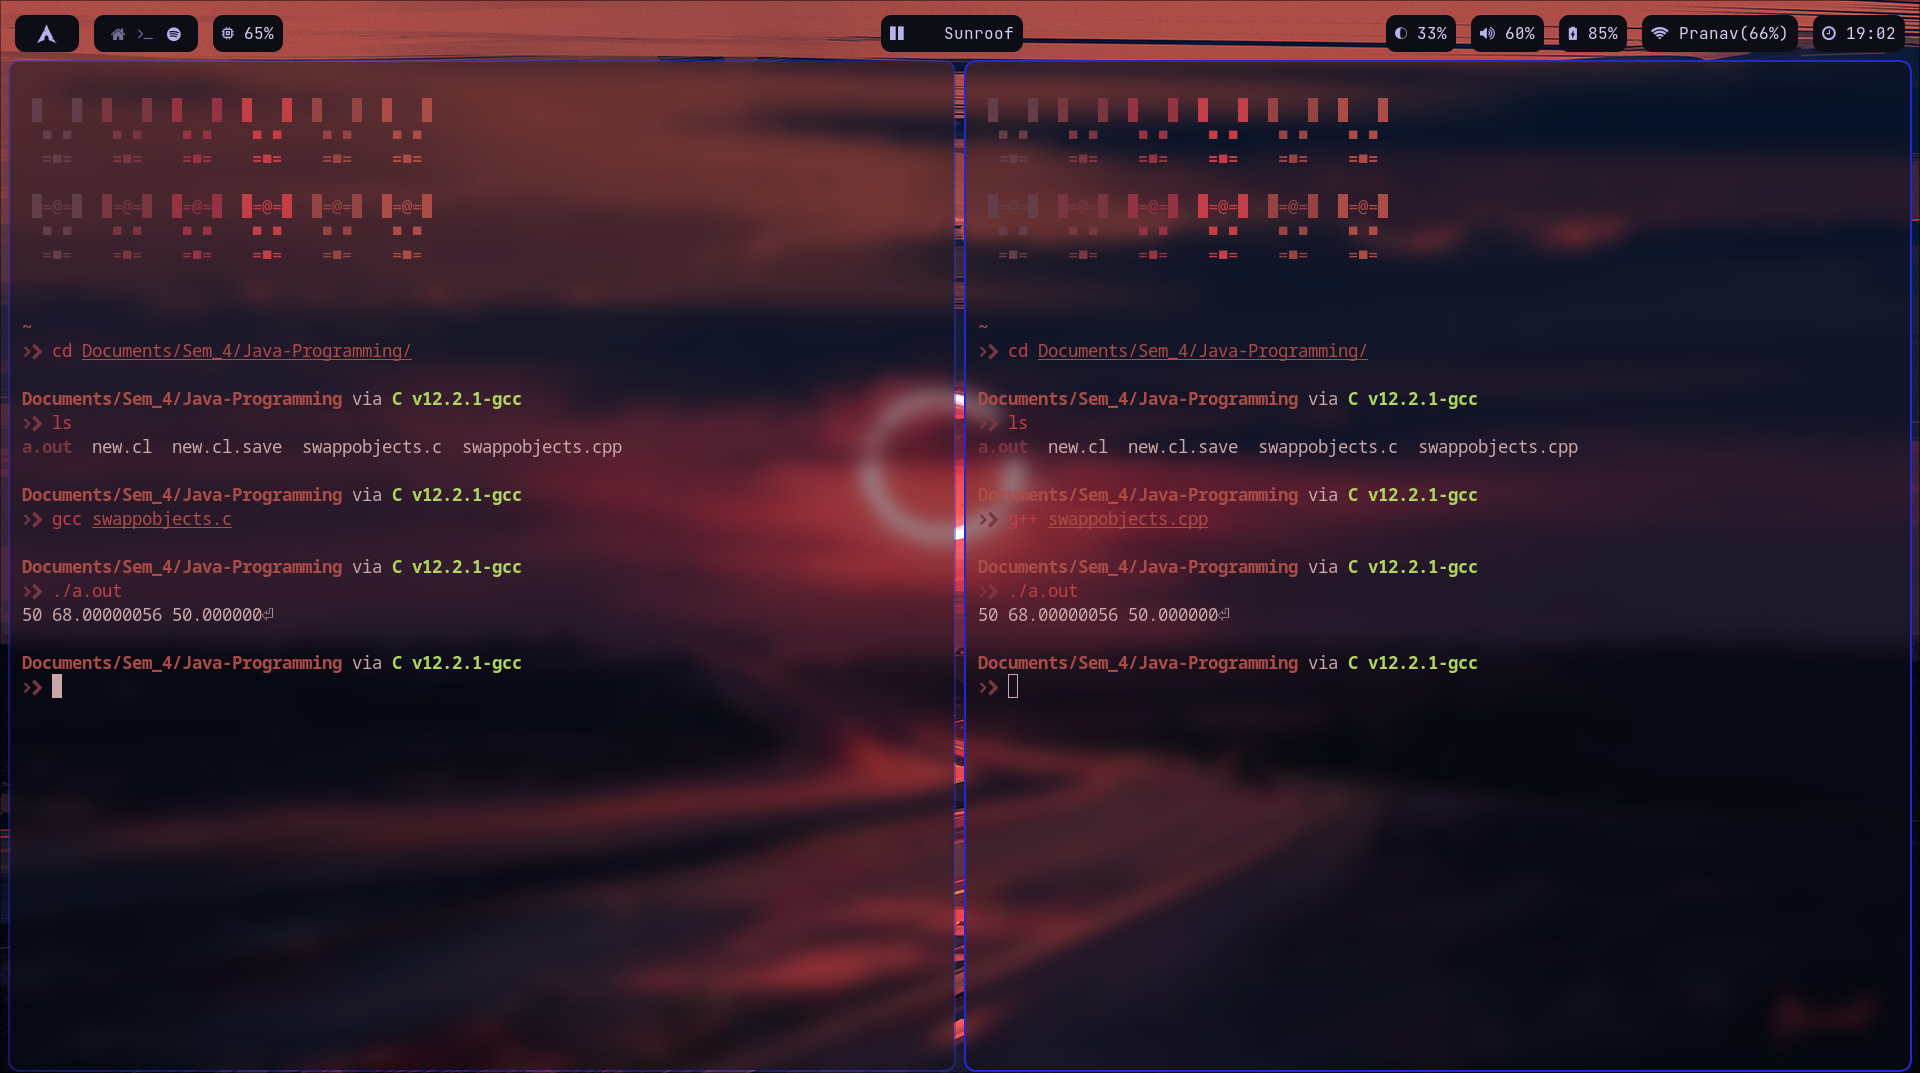 65%
Sunroof
33%
60%
85%
Pranav(66%)
19:02
=■= =■= =■= =■= =■= =■=
=@= =@= =@= =@= =@= =@=
=■= =■= =■= =■= =■= =■=
~
>> cd Documents/Sem_4/Java-Programming/
Documents/Sem_4/Java-Programming via C v12.2.1-gcc
>> ls
a.out new.cl new.cl.save swappobjects.c swappobjects.cpp
Documents/Sem_4/Java-Programming via C v12.2.1-gcc
>> gcc swappobjects.c
Documents/Sem_4/Java-Programming via C v12.2.1-gcc
>> ./a.out
50 68.00000056 50.000000⏎
Documents/Sem_4/Java-Programming via C v12.2.1-gcc
>>
=■= =■= =■= =■= =■= =■=
=@= =@= =@= =@= =@= =@=
=■= =■= =■= =■= =■= =■=
~
>> cd Documents/Sem_4/Java-Programming/
Documents/Sem_4/Java-Programming via C v12.2.1-gcc
>> ls
a.out new.cl new.cl.save swappobjects.c swappobjects.cpp
Documents/Sem_4/Java-Programming via C v12.2.1-gcc
>> g++ swappobjects.cpp
Documents/Sem_4/Java-Programming via C v12.2.1-gcc
>> ./a.out
50 68.00000056 50.000000⏎
Documents/Sem_4/Java-Programming via C v12.2.1-gcc
>>